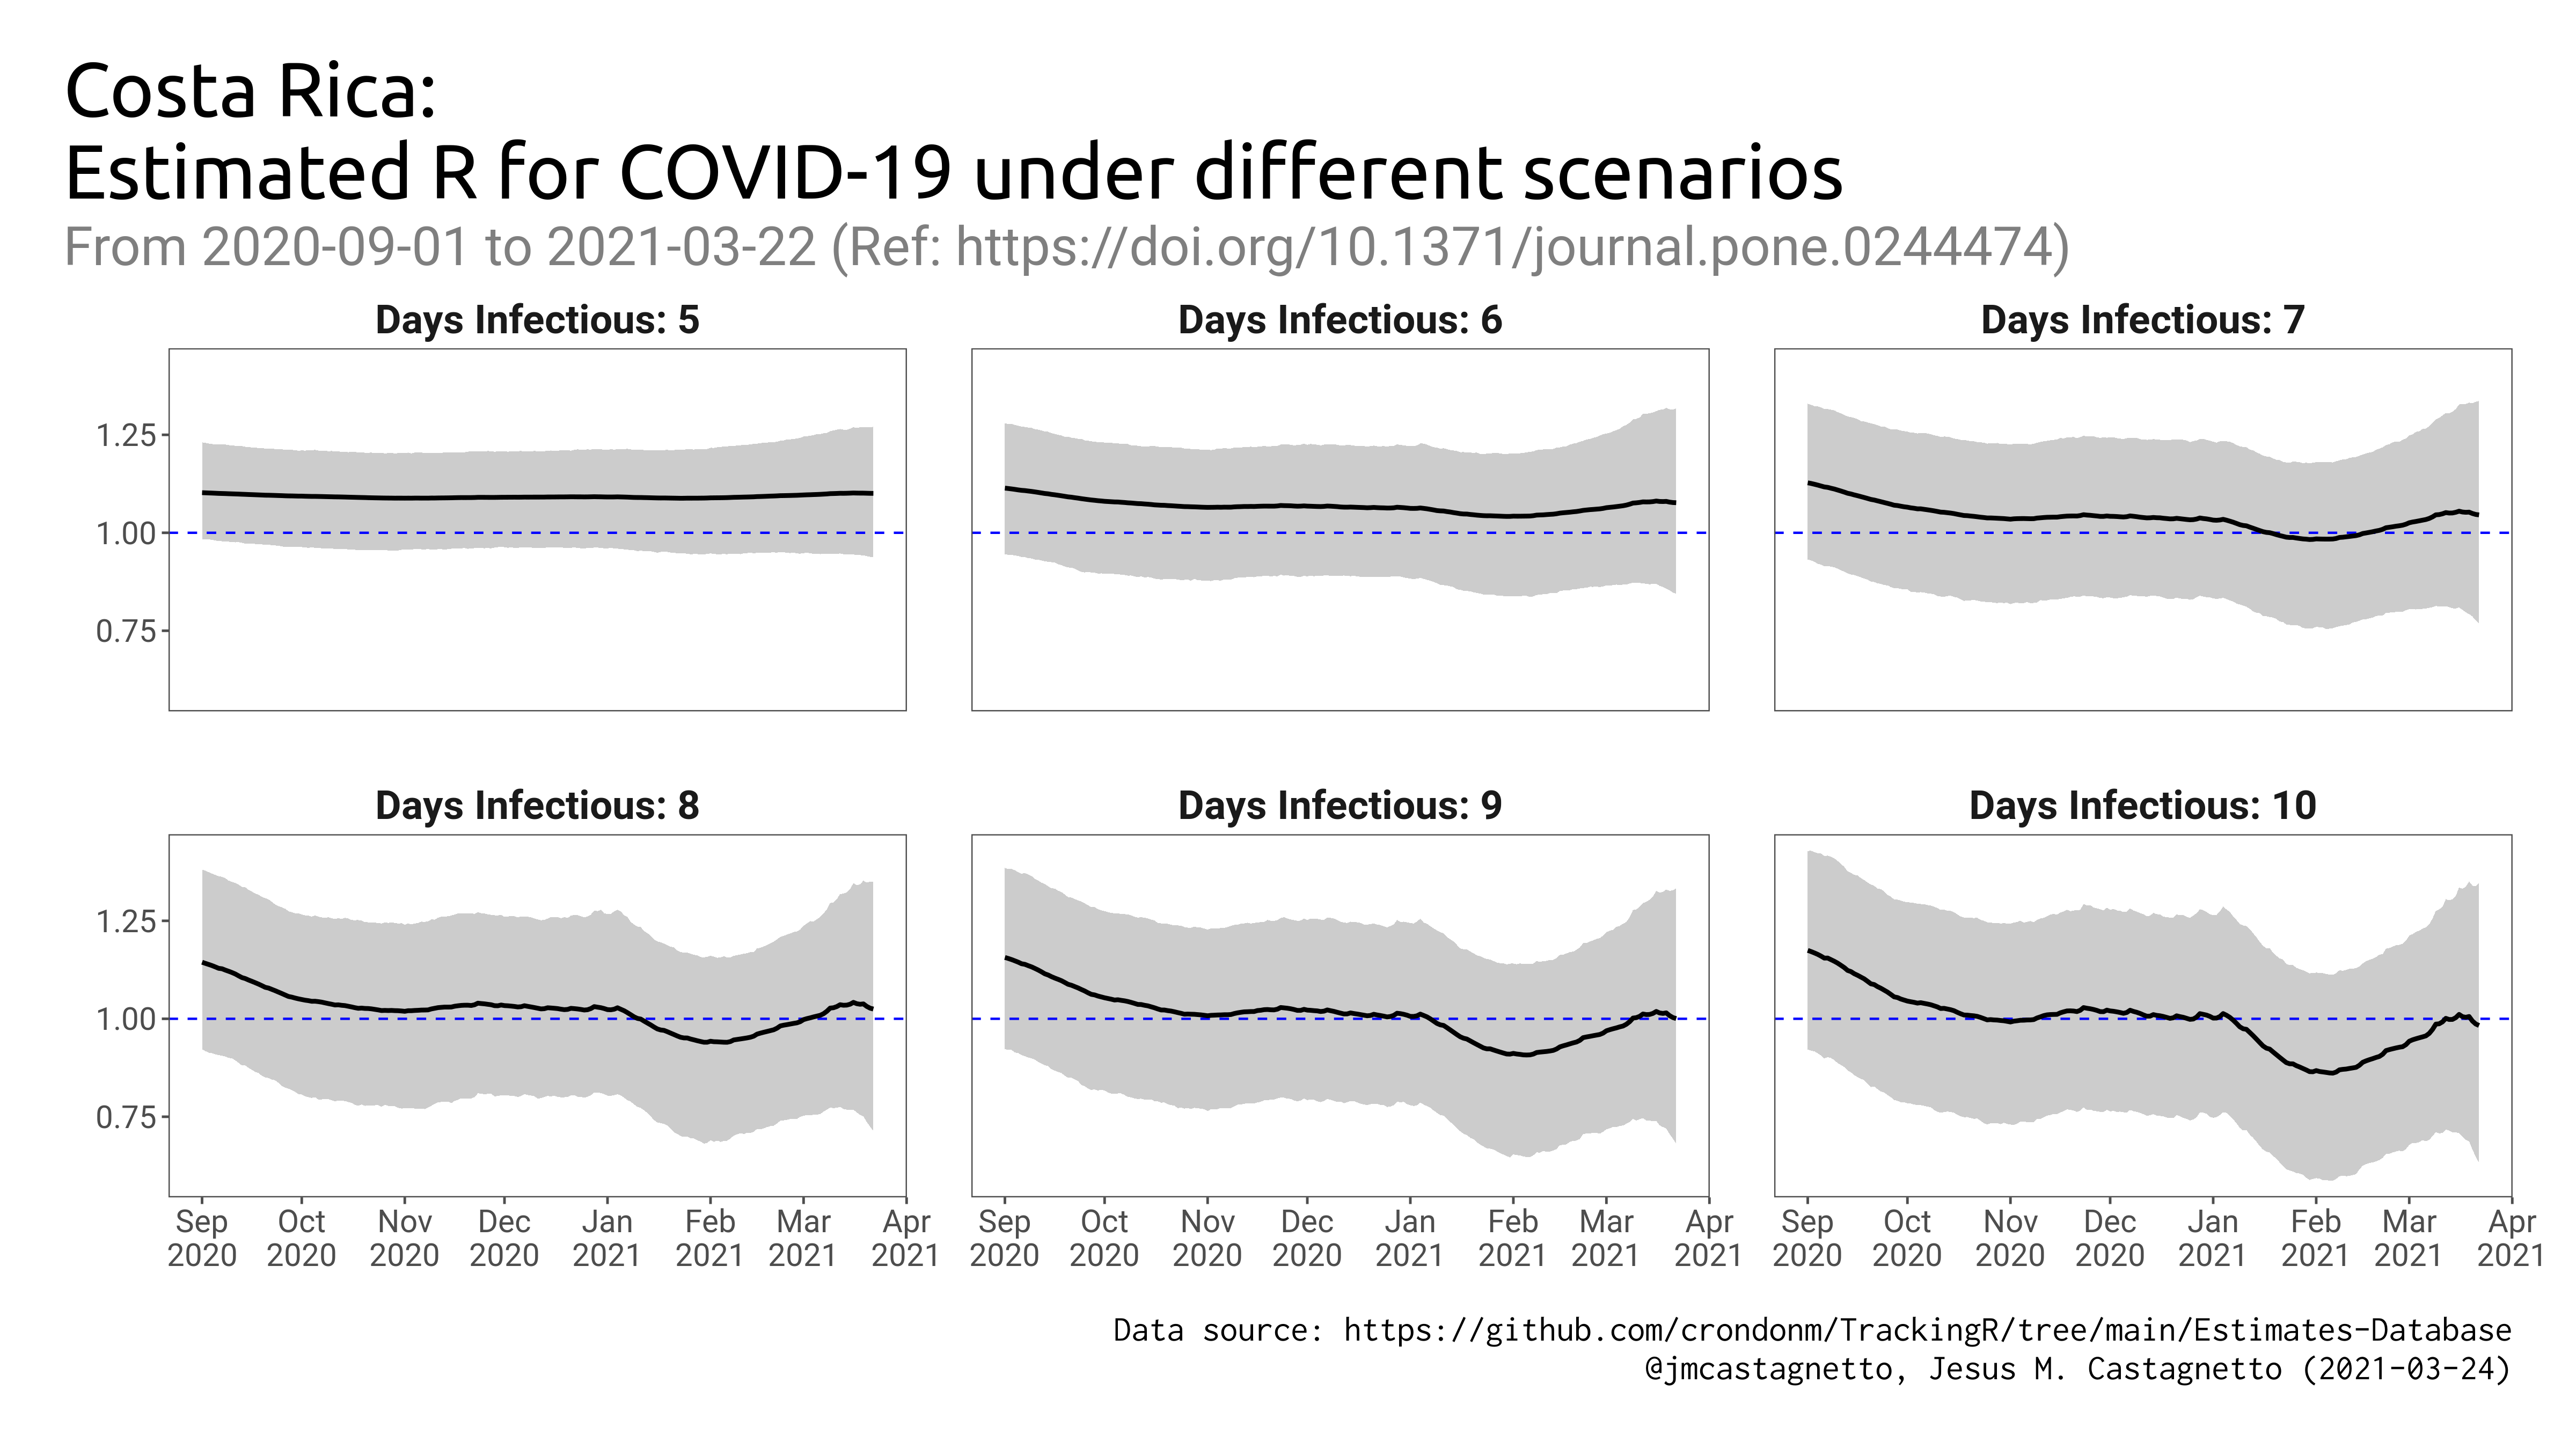 Costa Rica:
Estimated R for COVID-19 under different scenarios
From 2020-09-01 to 2021-03-22 (Ref: https://doi.org/10.1371/journal.pone.0244474)
Days Infectious: 5
Days Infectious: 6
Days Infectious: 7
1.25
1.00
0.75
Days Infectious: 8
Days Infectious: 9
Days Infectious: 10
1.25
1.00
0.75
Sep Oct Nov Dec Jan Feb Mar Apr
2020 2020 2020 2020 2021 2021 2021 2021
Sep Oct Nov Dec Jan Feb Mar Apr
2020 2020 2020 2020 2021 2021 2021 2021
Sep Oct Nov Dec Jan Feb Mar Apr
2020 2020 2020 2020 2021 2021 2021 2021
Data source: https://github.com/crondonm/TrackingR/tree/main/Estimates-Database
@jmcastagnetto, Jesus M. Castagnetto (2021-03-24)